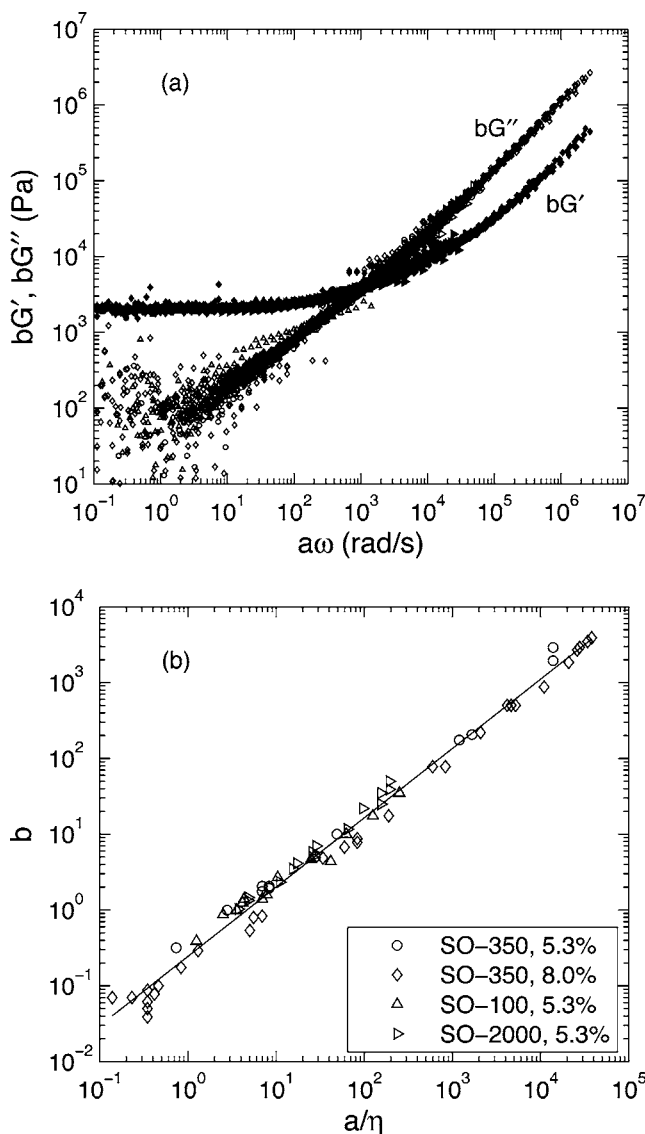 10⁷
10⁶
10⁵
10⁴
10³
10²
10¹
bG′, bG″ (Pa)
(a)
bG″
bG′
10⁻¹ 10⁰ 10¹ 10² 10³ 10⁴ 10⁵ 10⁶ 10⁷
aω (rad/s)
10⁴
10³
10²
10¹
10⁰
10⁻¹
10⁻²
b
(b)
SO−350, 5.3%
SO−350, 8.0%
SO−100, 5.3%
SO−2000, 5.3%
10⁻¹ 10⁰ 10¹ 10² 10³ 10⁴ 10⁵
a/η